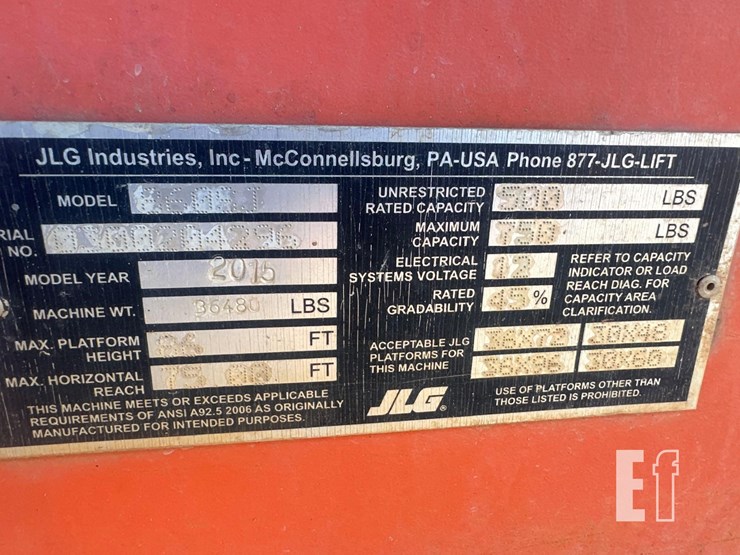 JLG Industries, Inc - McConnellsburg, PA-USA Phone 877-JLG-LIFT
MODEL
RIAL NO. 0300204296
MODEL YEAR 2015
MACHINE WT. 36480 LBS
MAX. PLATFORM HEIGHT FT
MAX. HORIZONTAL REACH FT
THIS MACHINE MEETS OR EXCEEDS APPLICABLE
REQUIREMENTS OF ANSI A92.5 2006 AS ORIGINALLY
MANUFACTURED FOR INTENDED PURPOSES.
UNRESTRICTED RATED CAPACITY 500 LBS
MAXIMUM CAPACITY 750 LBS
ELECTRICAL SYSTEMS VOLTAGE 12
RATED GRADABILITY 45 %
REFER TO CAPACITY
INDICATOR OR LOAD
REACH DIAG. FOR
CAPACITY AREA
CLARIFICATION.
ACCEPTABLE JLG
PLATFORMS FOR
THIS MACHINE
36X72
36X96 30X60
JLG®
USE OF PLATFORMS OTHER THAN
THOSE LISTED IS PROHIBITED.
Ef